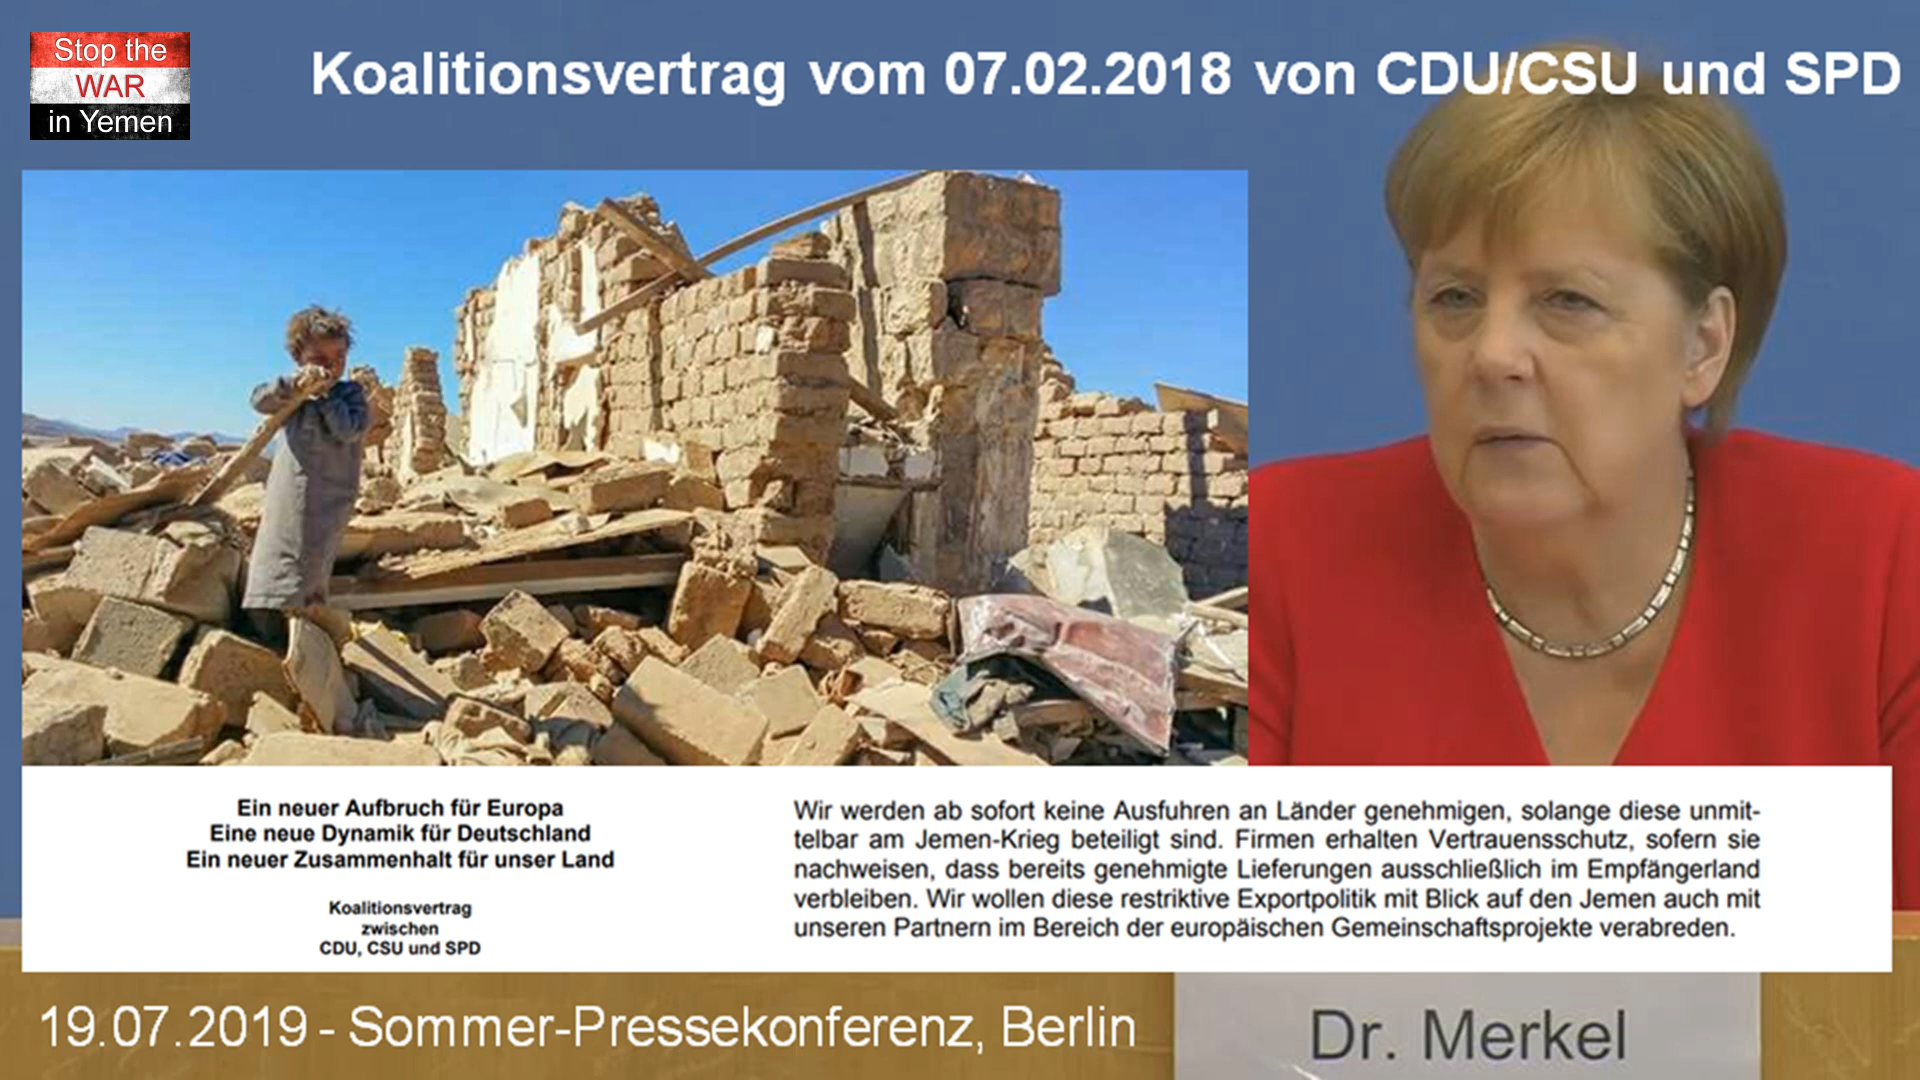 Stop the
WAR
in Yemen
Koalitionsvertrag vom 07.02.2018 von CDU/CSU und SPD
Ein neuer Aufbruch für Europa
Eine neue Dynamik für Deutschland
Ein neuer Zusammenhalt für unser Land
Koalitionsvertrag
zwischen
CDU, CSU und SPD
Wir werden ab sofort keine Ausfuhren an Länder genehmigen, solange diese unmit-
telbar am Jemen-Krieg beteiligt sind. Firmen erhalten Vertrauensschutz, sofern sie
nachweisen, dass bereits genehmigte Lieferungen ausschließlich im Empfängerland
verbleiben. Wir wollen diese restriktive Exportpolitik mit Blick auf den Jemen auch mit
unseren Partnern im Bereich der europäischen Gemeinschaftsprojekte verabreden.
19.07.2019 - Sommer-Pressekonferenz, Berlin
Dr. Merkel